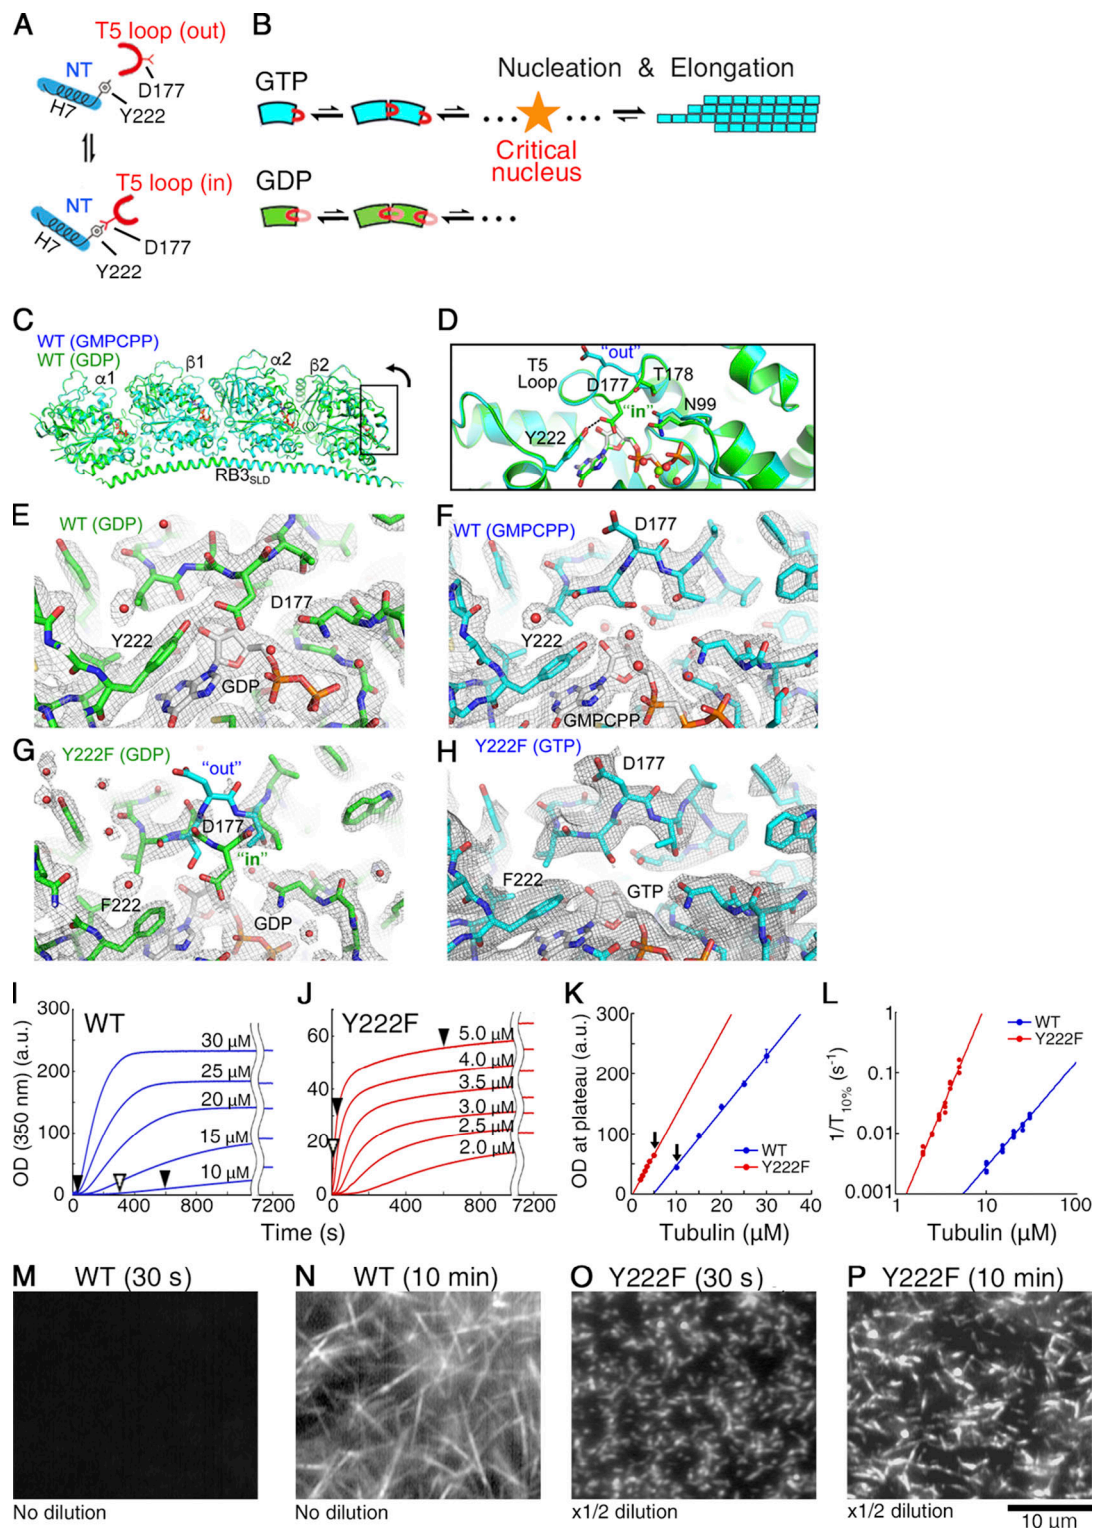 A
T5 loop (out)
NT
D177
H7
Y222
T5 loop (in)
NT
H7
D177
Y222
B
Nucleation & Elongation
GTP
Critical
nucleus
GDP
C
WT (GMPCPP)
WT (GDP)
α1
β1
α2
β2
RB3SLD
D
"out"
T5
Loop
D177
T178
"in"
N99
Y222
E
WT (GDP)
D177
Y222
GDP
F
WT (GMPCPP)
D177
Y222
GMPCPP
G
Y222F (GDP)
"out"
D177
"in"
F222
GDP
H
Y222F (GTP)
D177
F222
GTP
I
WT
OD (350 nm) (a.u.)
300
200
100
0
30 μM
25 μM
20 μM
15 μM
10 μM
0
400
800
7200
J
Y222F
60
40
20
0
5.0 μM
4.0 μM
3.5 μM
3.0 μM
2.5 μM
2.0 μM
0
400
800
7200
Time (s)
K
OD at plateau (a.u.)
300
200
100
0
WT
Y222F
0
10
20
30
40
Tubulin (μM)
L
1/T10% (s-1)
1
0.1
0.01
0.001
WT
Y222F
1
10
100
Tubulin (μM)
M
WT (30 s)
No dilution
N
WT (10 min)
No dilution
O
Y222F (30 s)
x1/2 dilution
P
Y222F (10 min)
x1/2 dilution
10 μm